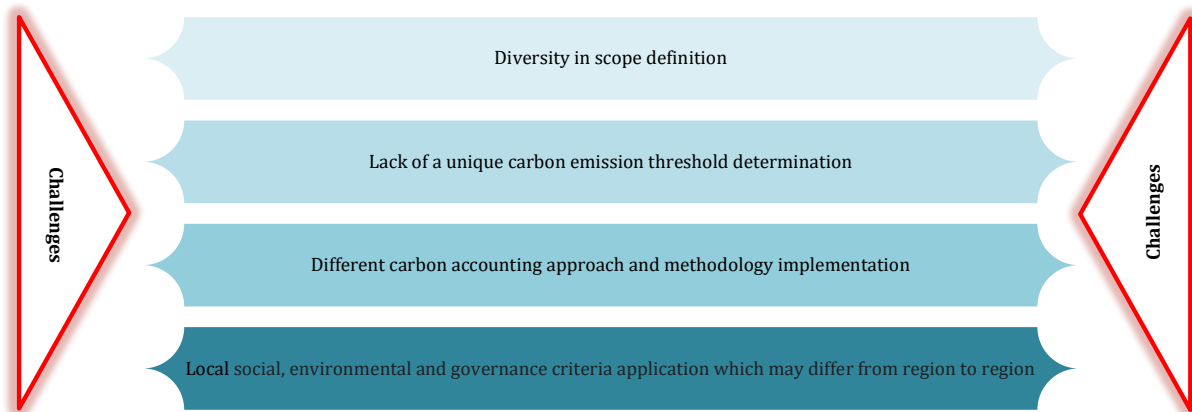 Challenges
Diversity in scope definition
Lack of a unique carbon emission threshold determination
Different carbon accounting approach and methodology implementation
Local social, environmental and governance criteria application which may differ from region to region
Challenges